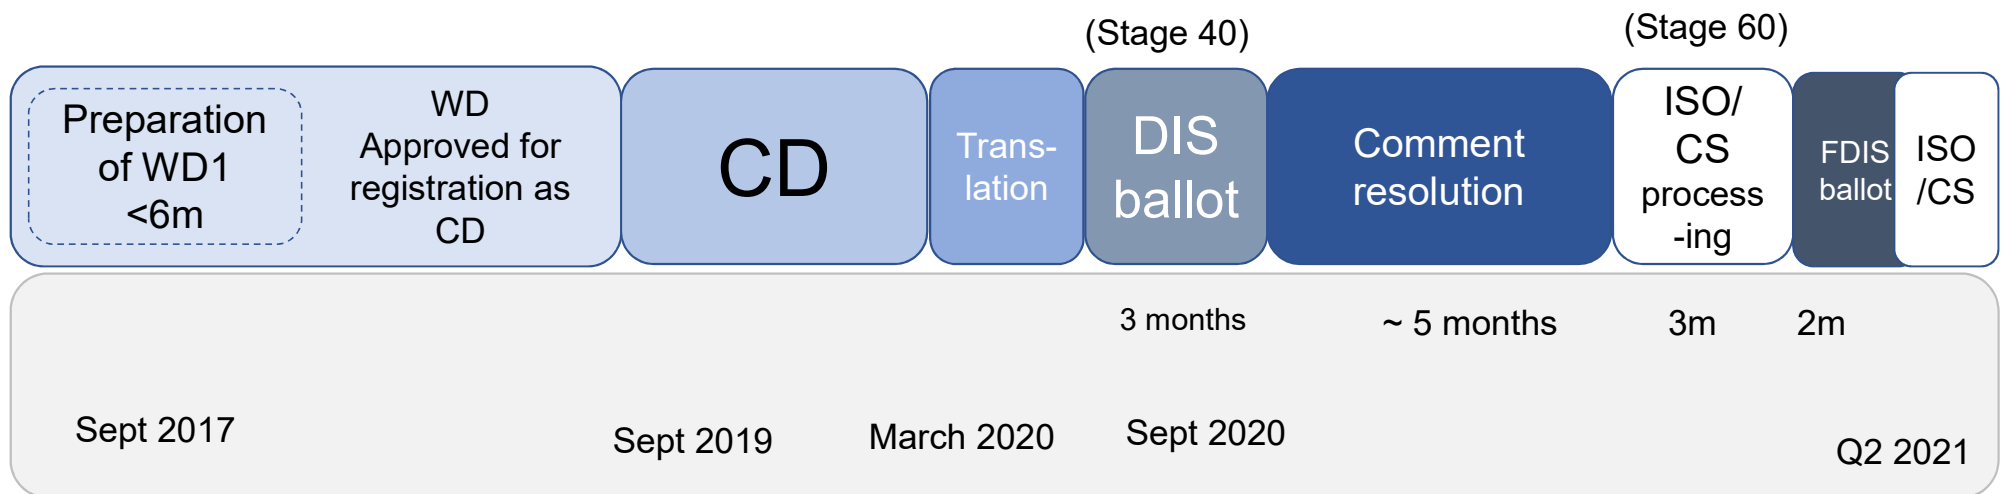 (Stage 40)
(Stage 60)
Preparation
of WD1
<6m
WD
Approved for
registration as
CD
CD
Trans-
lation
DIS
ballot
Comment
resolution
ISO/
CS
process
-ing
FDIS
ballot
ISO
/CS
3 months
~ 5 months
3m
2m
Sept 2017
Sept 2019
March 2020
Sept 2020
Q2 2021